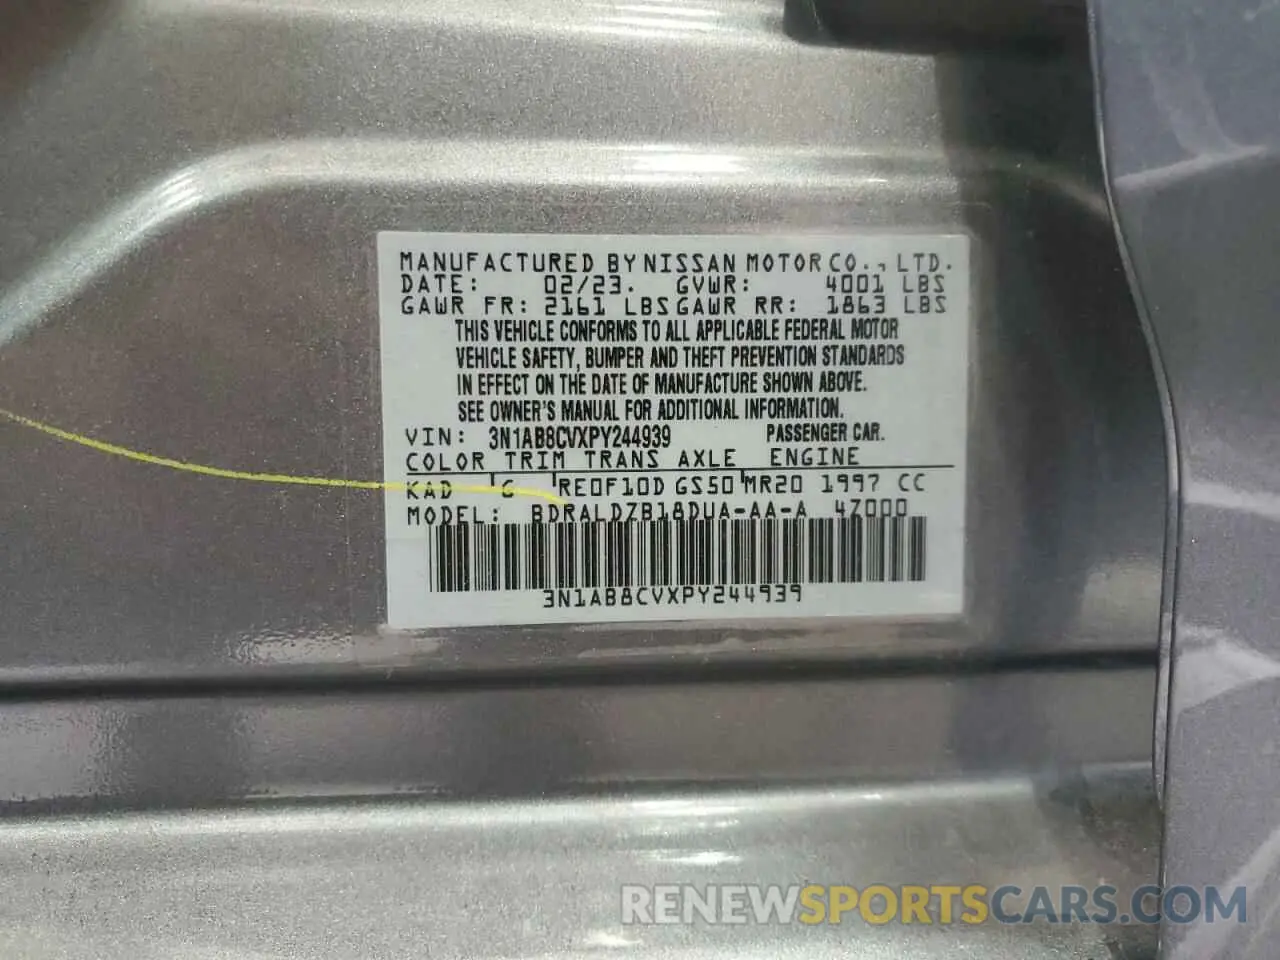 MANUFACTURED BY NISSAN MOTOR CO., LTD.
DATE: 02/23. GVWR: 4001 LBS
GAWR FR: 2161 LBS GAWR RR: 1863 LBS
THIS VEHICLE CONFORMS TO ALL APPLICABLE FEDERAL MOTOR
VEHICLE SAFETY, BUMPER AND THEFT PREVENTION STANDARDS
IN EFFECT ON THE DATE OF MANUFACTURE SHOWN ABOVE.
SEE OWNER'S MANUAL FOR ADDITIONAL INFORMATION.
VIN: 3N1AB8CVXPY244939 PASSENGER CAR.
COLOR TRIM TRANS AXLE ENGINE
KAD G RE0F10D GS50 MR20 1997 CC
MODEL: BDRALDZB18DUA-AA-A 4Z000
3N1AB8CVXPY244939
RENEWSPORTSCARS.COM